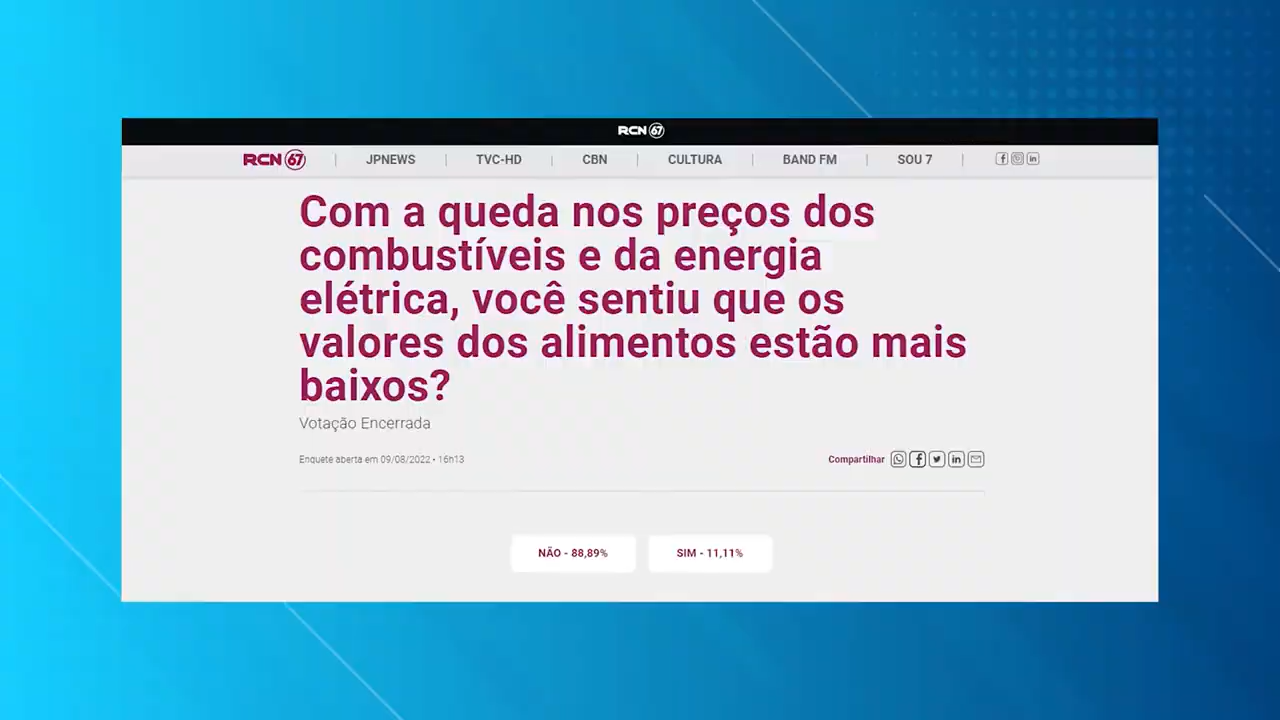 RCN 67
RCN 67 | JPNEWS | TVC-HD | CBN | CULTURA | BAND FM | SOU 7 |
Com a queda nos preços dos
combustíveis e da energia
elétrica, você sentiu que os
valores dos alimentos estão mais
baixos?
Votação Encerrada
Enquete aberta em 09/08/2022 • 16h13
Compartilhar
NÃO - 88,89%
SIM - 11,11%